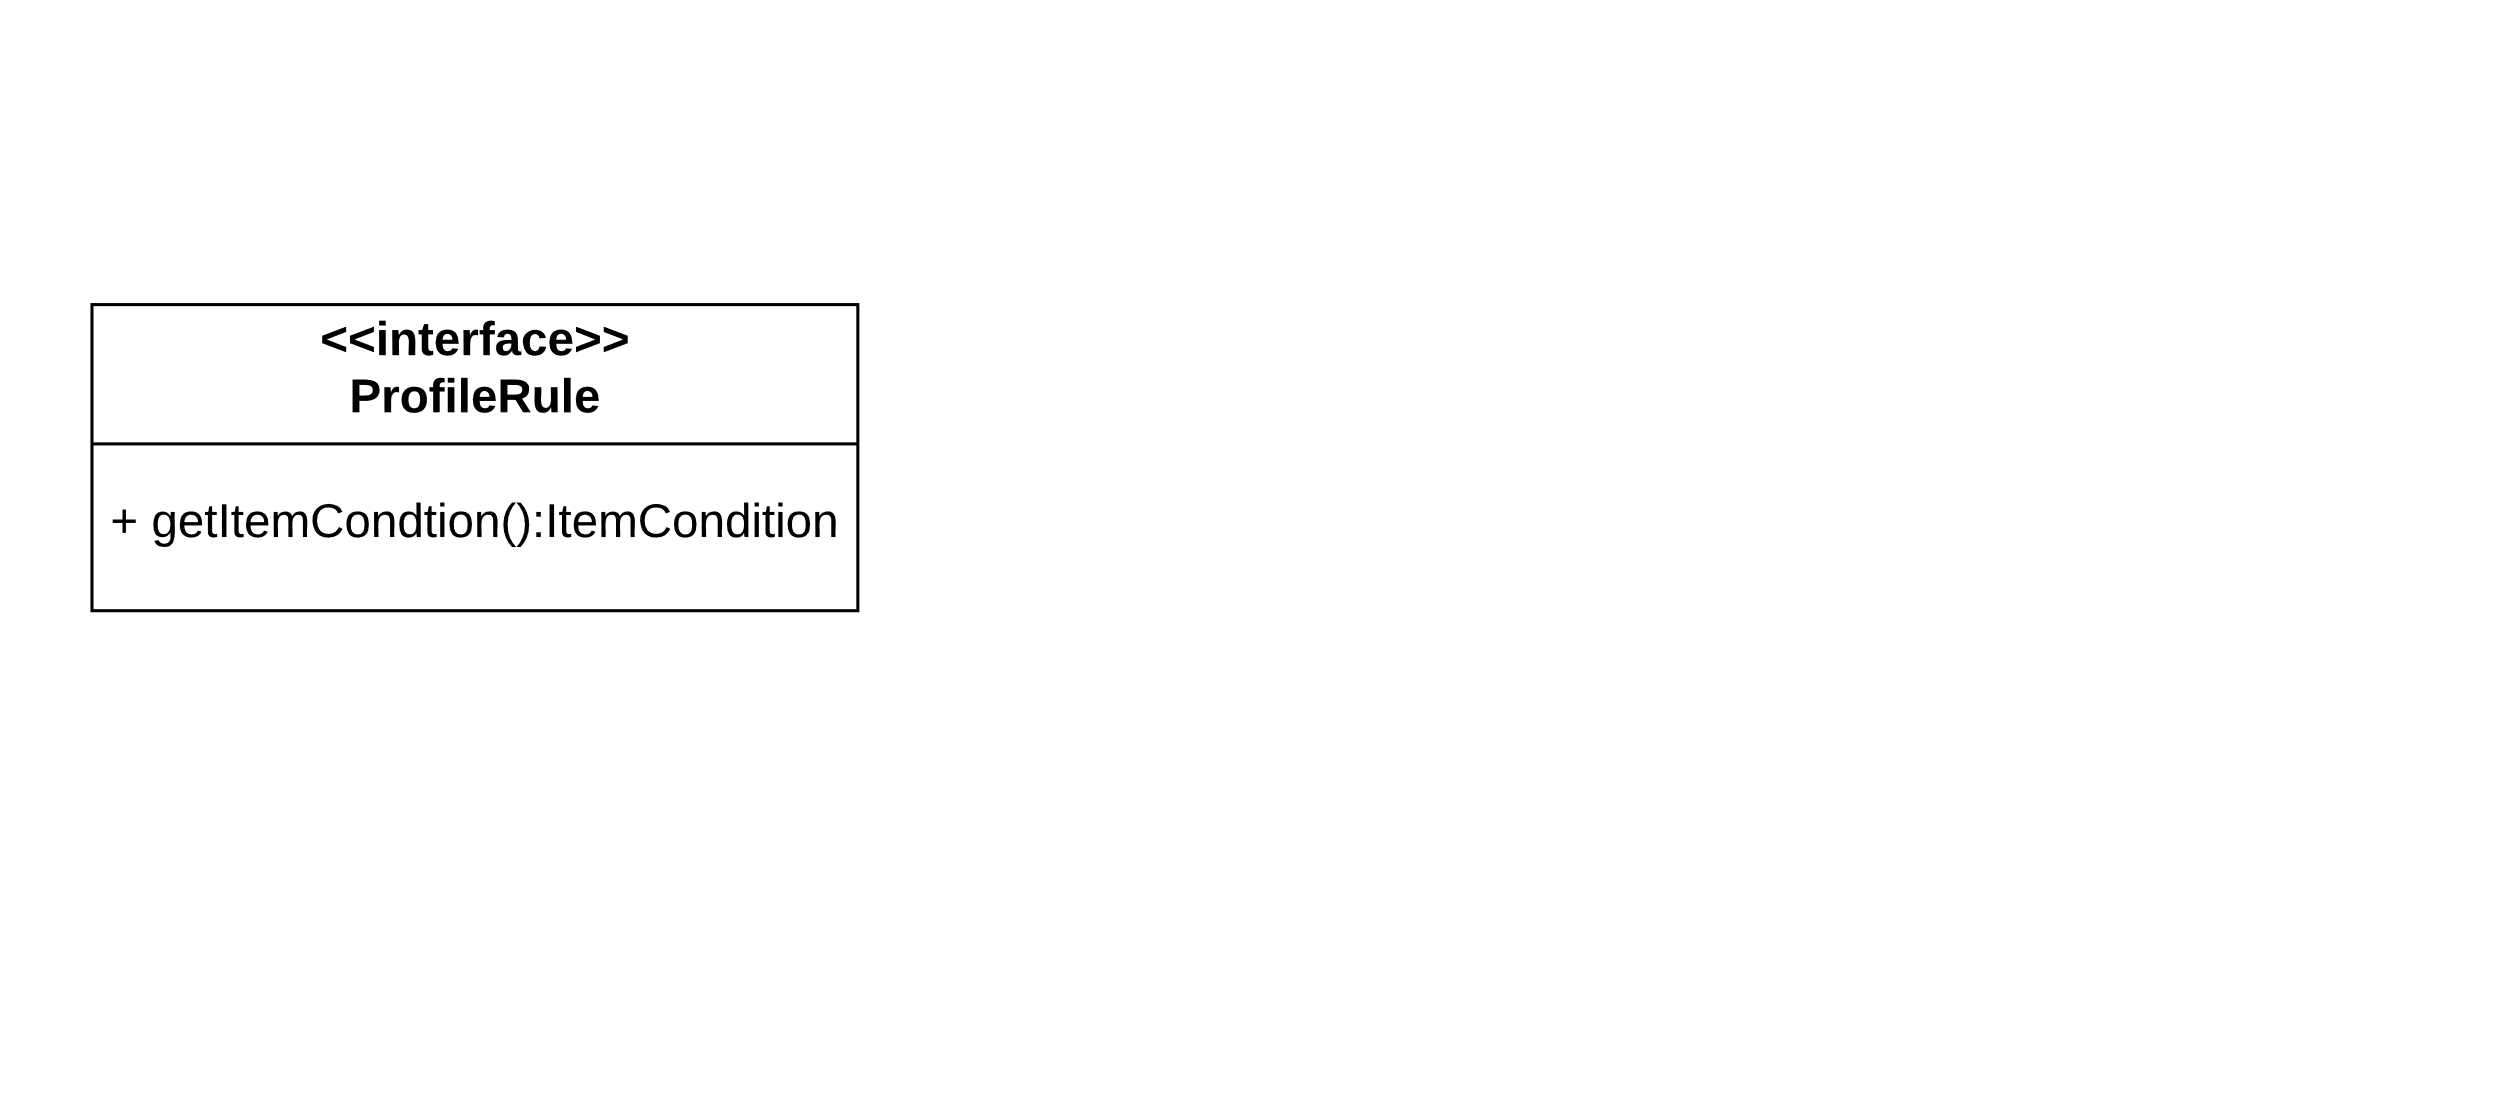 <<interface>>
ProfileRule
+ getItemCondtion():ItemCondition